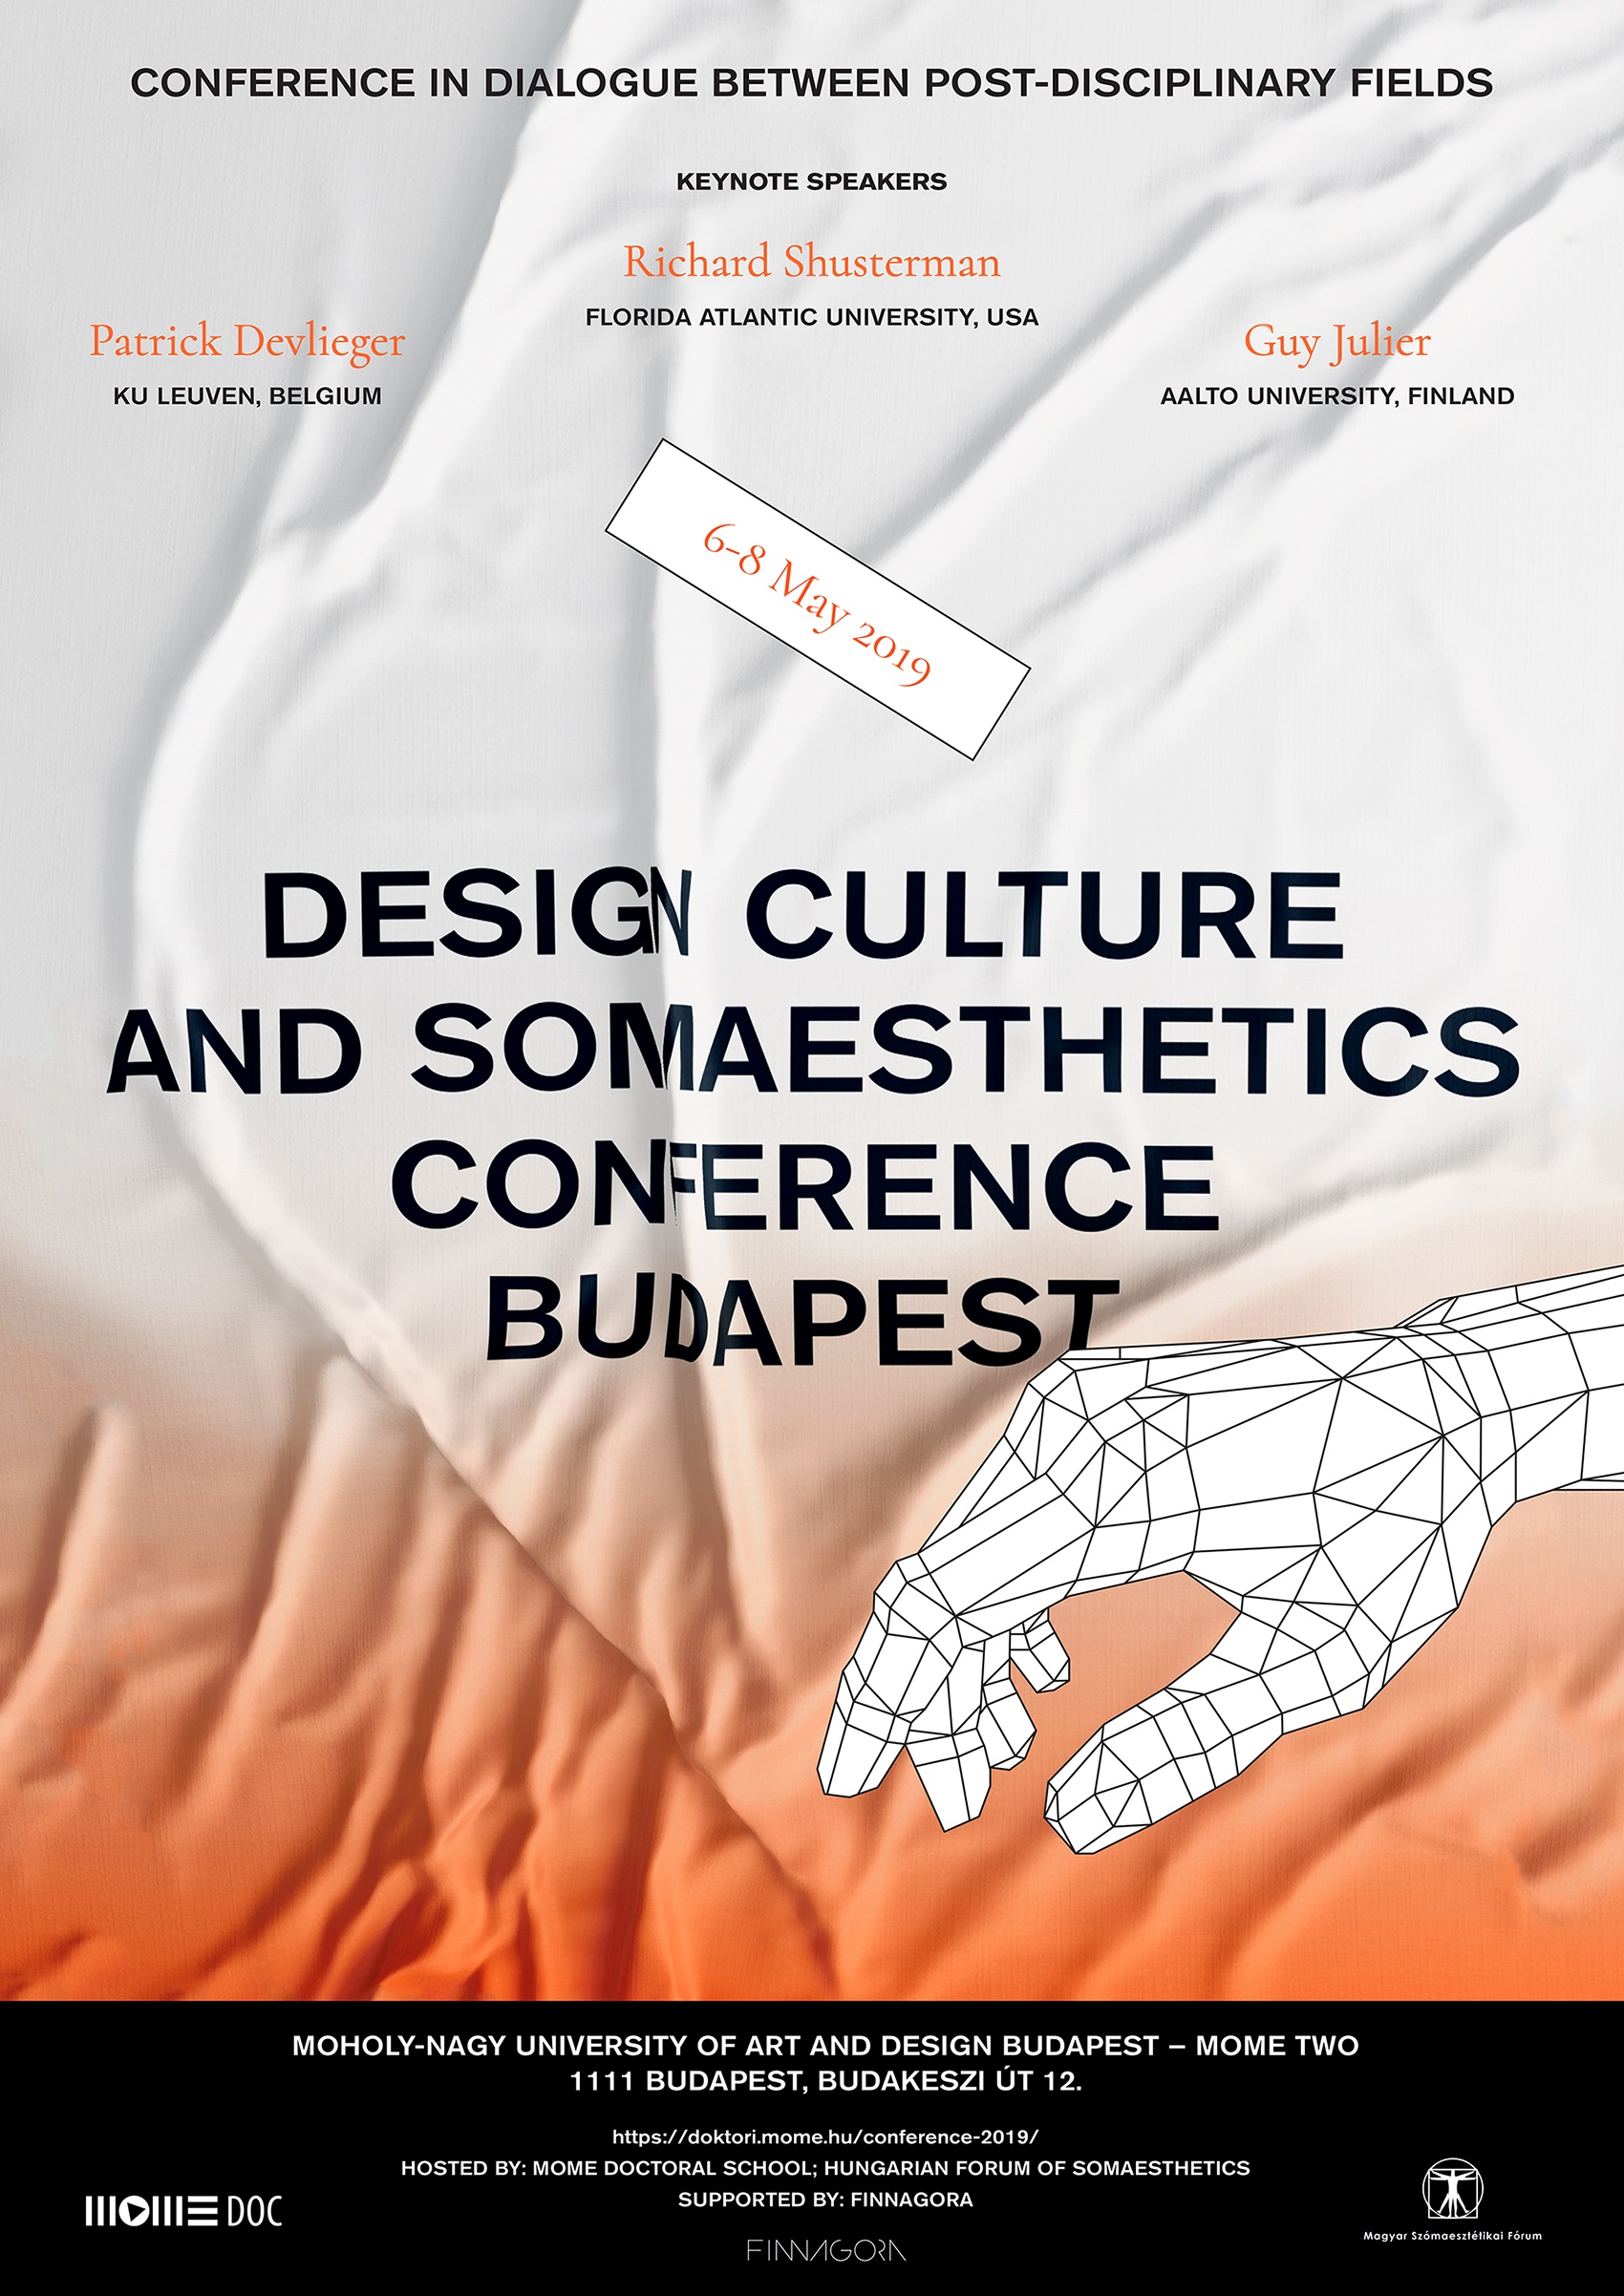 CONFERENCE IN DIALOGUE BETWEEN POST-DISCIPLINARY FIELDS
KEYNOTE SPEAKERS
Richard Shusterman
FLORIDA ATLANTIC UNIVERSITY, USA
Patrick Devlieger
KU LEUVEN, BELGIUM
Guy Julier
AALTO UNIVERSITY, FINLAND
6-8 May 2019
DESIGN CULTURE
AND SOMAESTHETICS
CONFERENCE
BUDAPEST
MOHOLY-NAGY UNIVERSITY OF ART AND DESIGN BUDAPEST – MOME TWO
1111 BUDAPEST, BUDAKESZI ÚT 12.
https://doktori.mome.hu/conference-2019/
HOSTED BY: MOME DOCTORAL SCHOOL; HUNGARIAN FORUM OF SOMAESTHETICS
SUPPORTED BY: FINNAGORA
MOME DOC
FINNAGORA
Magyar Szómaesztétikai Fórum